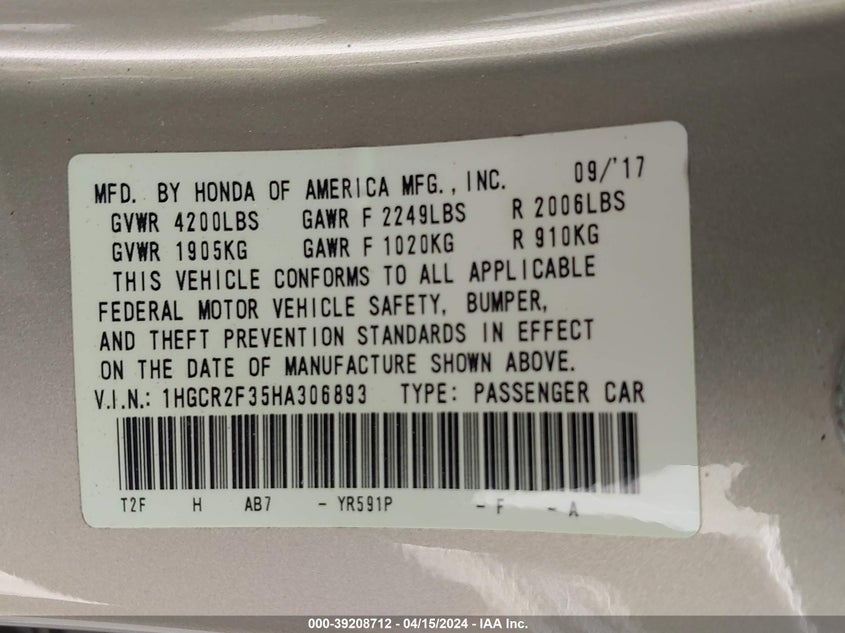 MFD. BY HONDA OF AMERICA MFG., INC. 09/'17
GVWR 4200LBS GAWR F 2249LBS R 2006LBS
GVWR 1905KG GAWR F 1020KG R 910KG
THIS VEHICLE CONFORMS TO ALL APPLICABLE
FEDERAL MOTOR VEHICLE SAFETY, BUMPER,
AND THEFT PREVENTION STANDARDS IN EFFECT
ON THE DATE OF MANUFACTURE SHOWN ABOVE.
V.I.N.: 1HGCR2F35HA306893 TYPE: PASSENGER CAR
T2F H AB7 - YR591P - F - A
000-39208712 - 04/15/2024 - IAA Inc.